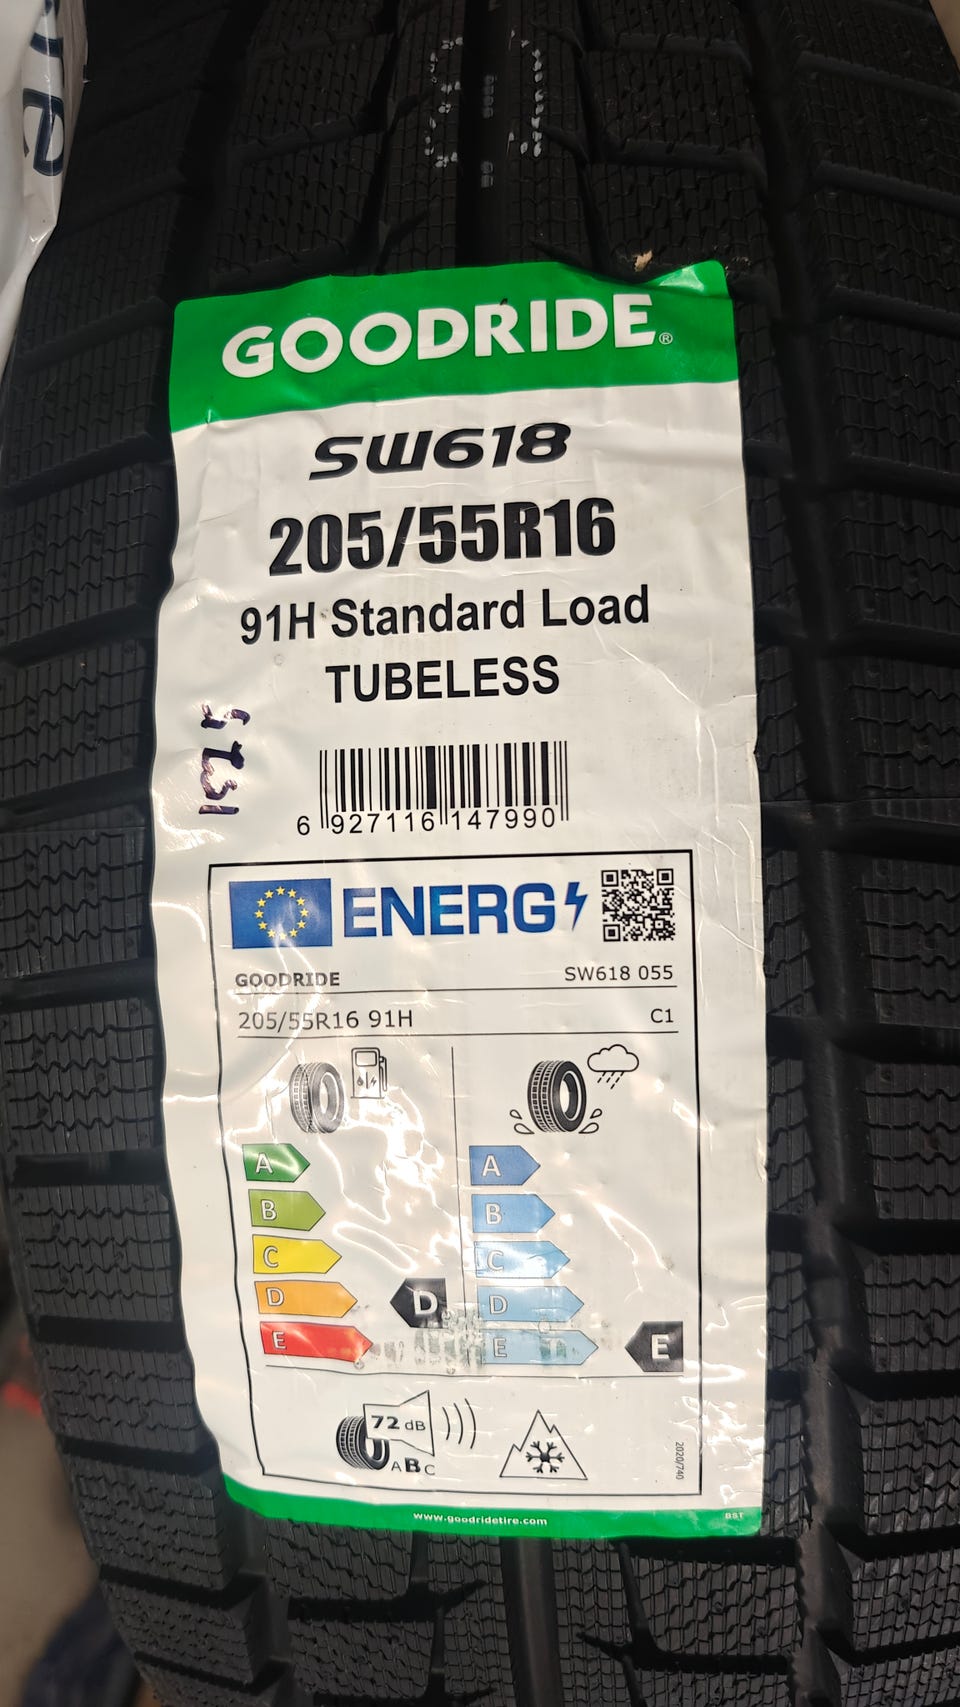 GOODRIDE®
SW618
205/55R16
91H Standard Load
TUBELESS
6 927116 147990
ENERG
GOODRIDE SW618 055
205/55R16 91H C1
A A
B B
C C
D D D
E E E
72 dB
ABC
2020/740
www.goodridetire.com BST